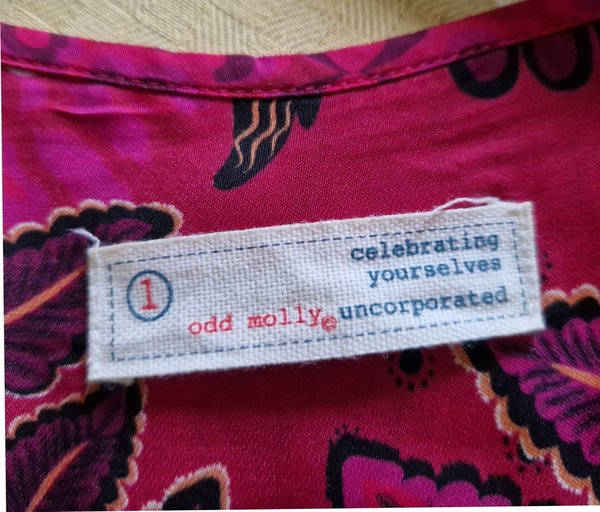 celebrating
yourselves
1 odd molly© uncorporated